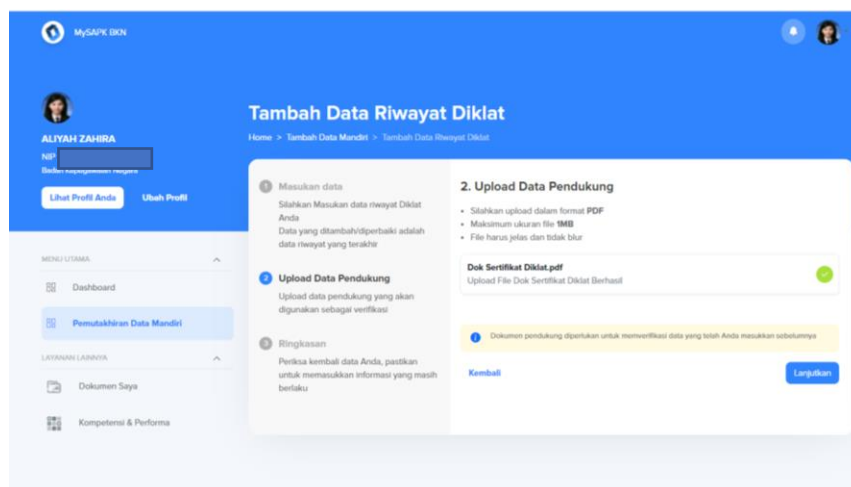 MySAPK BKN
ALIYAH ZAHIRA
NIP
Badan Kepegawaian Negara
Lihat Profil Anda
Ubah Profil
MENU UTAMA
Dashboard
Pemutakhiran Data Mandiri
LAYANAN LAINNYA
Dokumen Saya
Kompetensi & Performa
Tambah Data Riwayat Diklat
Home > Tambah Data Mandiri > Tambah Data Riwayat Diklat
1 Masukan data
Silahkan Masukan data riwayat Diklat
Anda
Data yang ditambah/diperbaiki adalah
data riwayat yang terakhir
2 Upload Data Pendukung
Upload data pendukung yang akan
digunakan sebagai verifikasi
3 Ringkasan
Periksa kembali data Anda, pastikan
untuk memasukkan informasi yang masih
berlaku
2. Upload Data Pendukung
• Silahkan upload dalam format PDF
• Maksimum ukuran file 1MB
• File harus jelas dan tidak blur
Dok Sertifikat Diklat.pdf
Upload File Dok Sertifikat Diklat Berhasil
Dokumen pendukung diperlukan untuk memverifikasi data yang telah Anda masukkan sebelumnya
Kembali
Lanjutkan